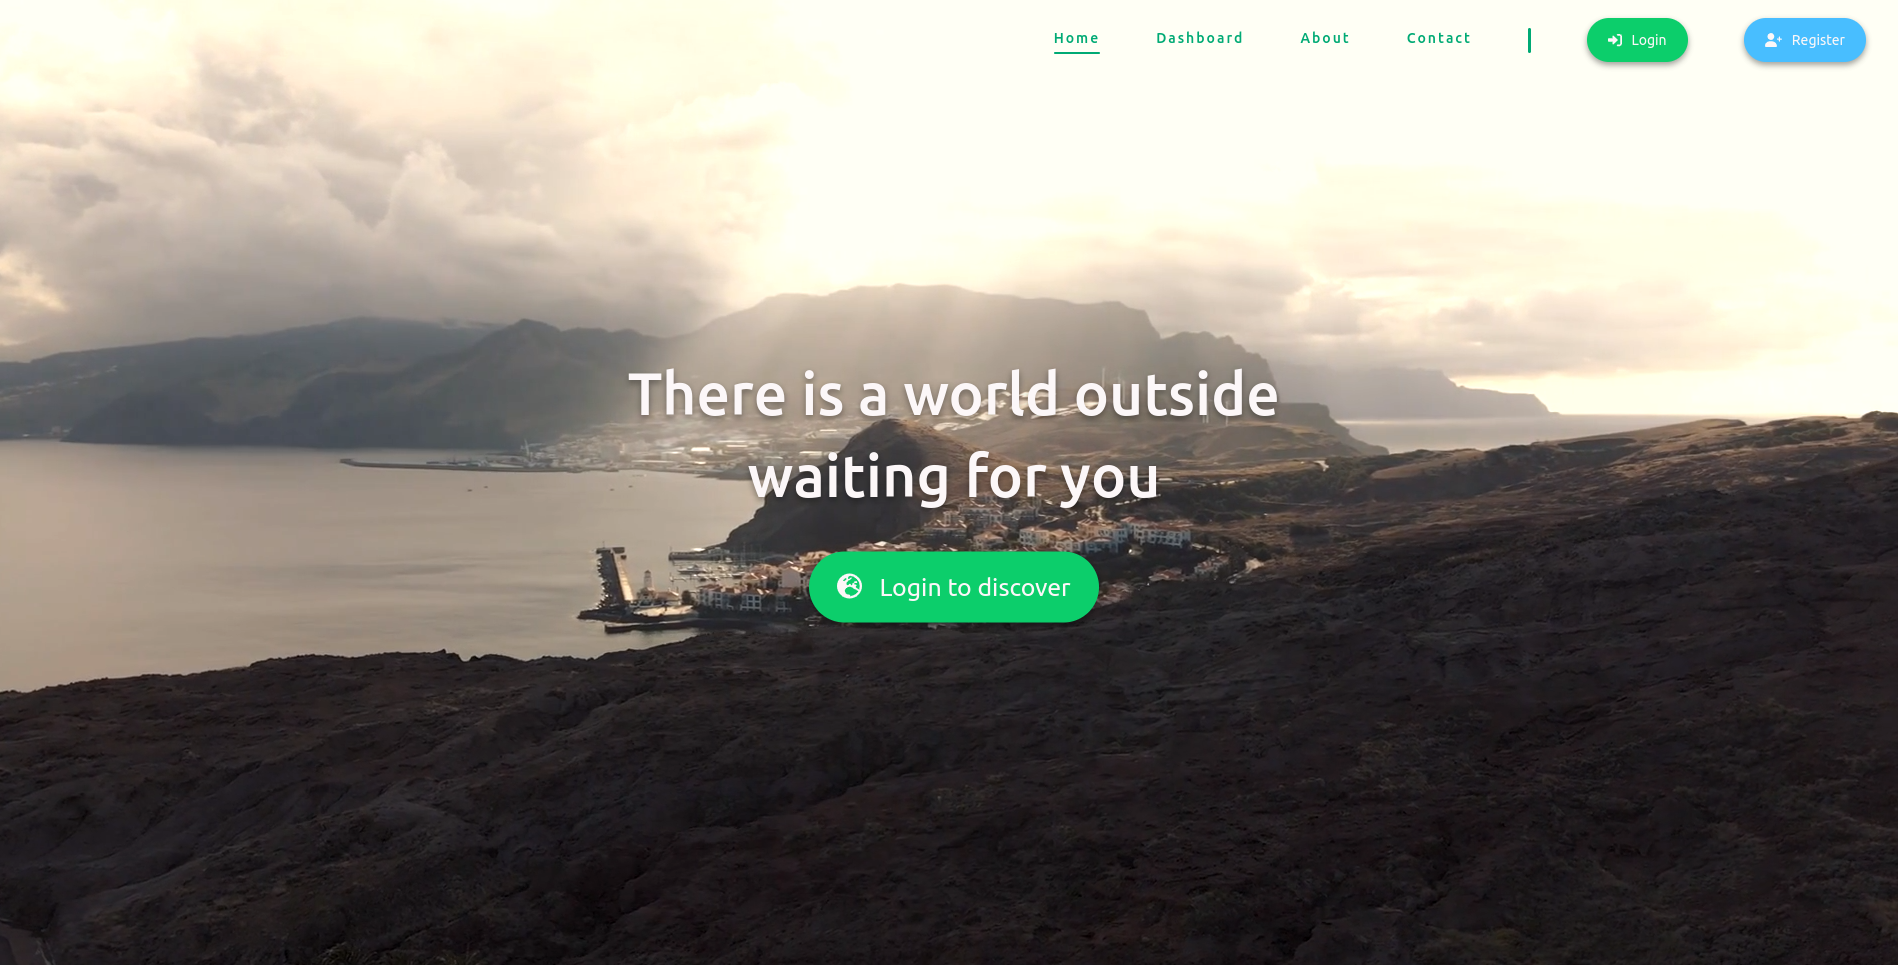 Home Dashboard About Contact Login Register
There is a world outside
waiting for you
Login to discover